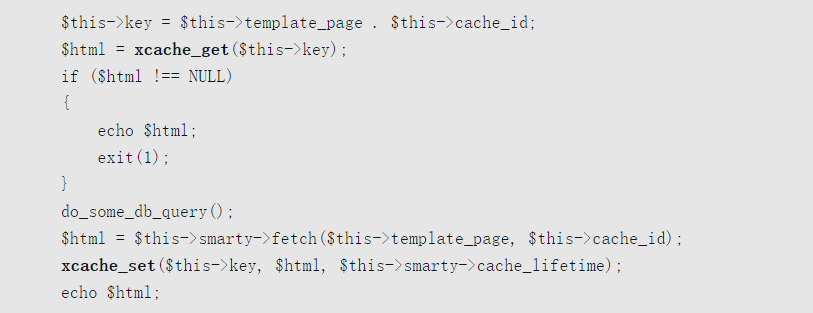 $this->key = $this->template_page . $this->cache_id;
$html = xcache_get($this->key);
if ($html !== NULL)
{
    echo $html;
    exit(1);
}
do_some_db_query();
$html = $this->smarty->fetch($this->template_page, $this->cache_id);
xcache_set($this->key, $html, $this->smarty->cache_lifetime);
echo $html;